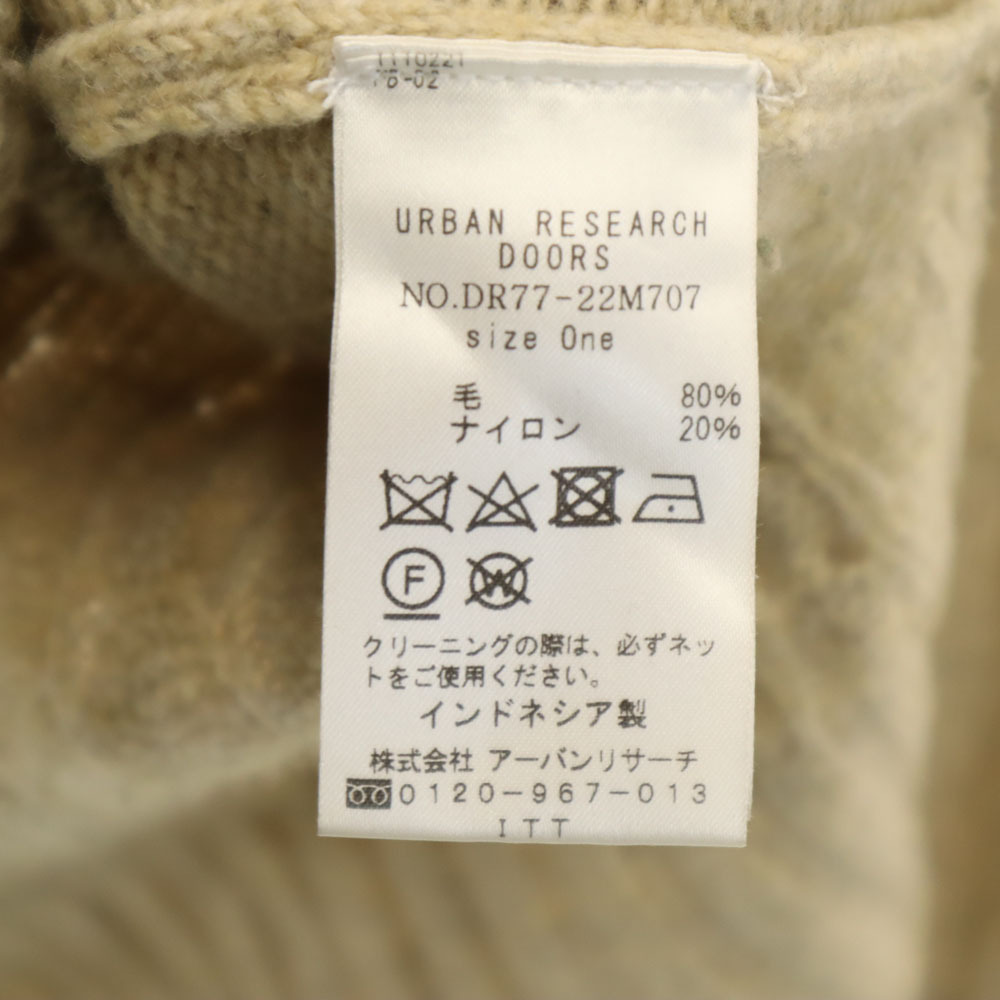 1110221
URBAN RESEARCH
DOORS
NO.DR77-22M707
size One
毛 80%
ナイロン 20%
F W
クリーニングの際は、必ずネッ
トをご使用ください。
インドネシア製
株式会社 アーバンリサーチ
0120-967-013
ITT